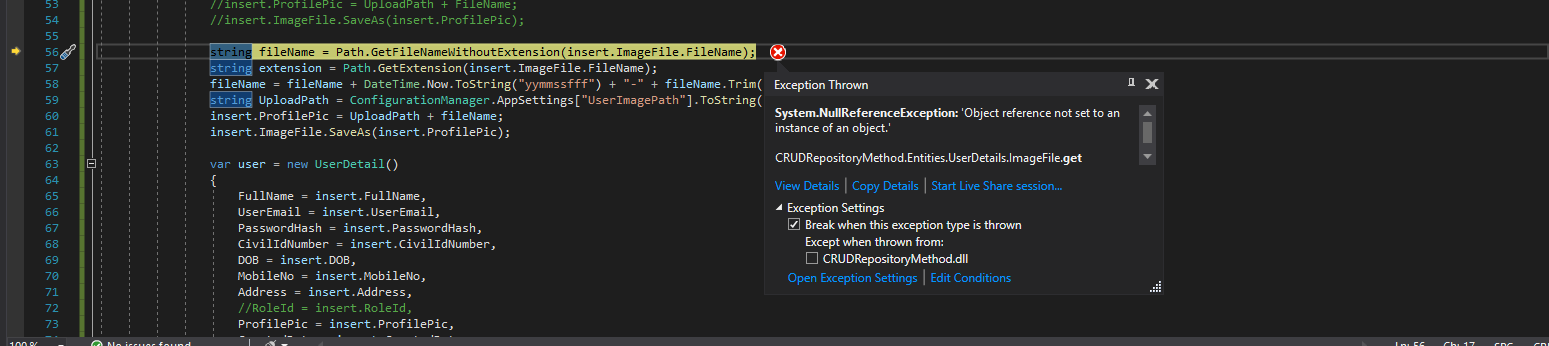 53 //insert.ProfilePic = UploadPath + FileName;
54 //insert.ImageFile.SaveAs(insert.ProfilePic);
55
56 string fileName = Path.GetFileNameWithoutExtension(insert.ImageFile.FileName);
57 string extension = Path.GetExtension(insert.ImageFile.FileName);
58 fileName = fileName + DateTime.Now.ToString("yymmssfff") + "-" + fileName.Trim(
59 string UploadPath = ConfigurationManager.AppSettings["UserImagePath"].ToString(
60 insert.ProfilePic = UploadPath + fileName;
61 insert.ImageFile.SaveAs(insert.ProfilePic);
62
63 var user = new UserDetail()
64 {
65 FullName = insert.FullName,
66 UserEmail = insert.UserEmail,
67 PasswordHash = insert.PasswordHash,
68 CivilIdNumber = insert.CivilIdNumber,
69 DOB = insert.DOB,
70 MobileNo = insert.MobileNo,
71 Address = insert.Address,
72 //RoleId = insert.RoleId,
73 ProfilePic = insert.ProfilePic,
Exception Thrown
System.NullReferenceException: 'Object reference not set to an
instance of an object.'
CRUDRepositoryMethod.Entities.UserDetails.ImageFile.get
View Details | Copy Details | Start Live Share session...
Exception Settings
Break when this exception type is thrown
Except when thrown from:
CRUDRepositoryMethod.dll
Open Exception Settings | Edit Conditions
100 % No issues found Ln: 56 Ch: 17 SPC